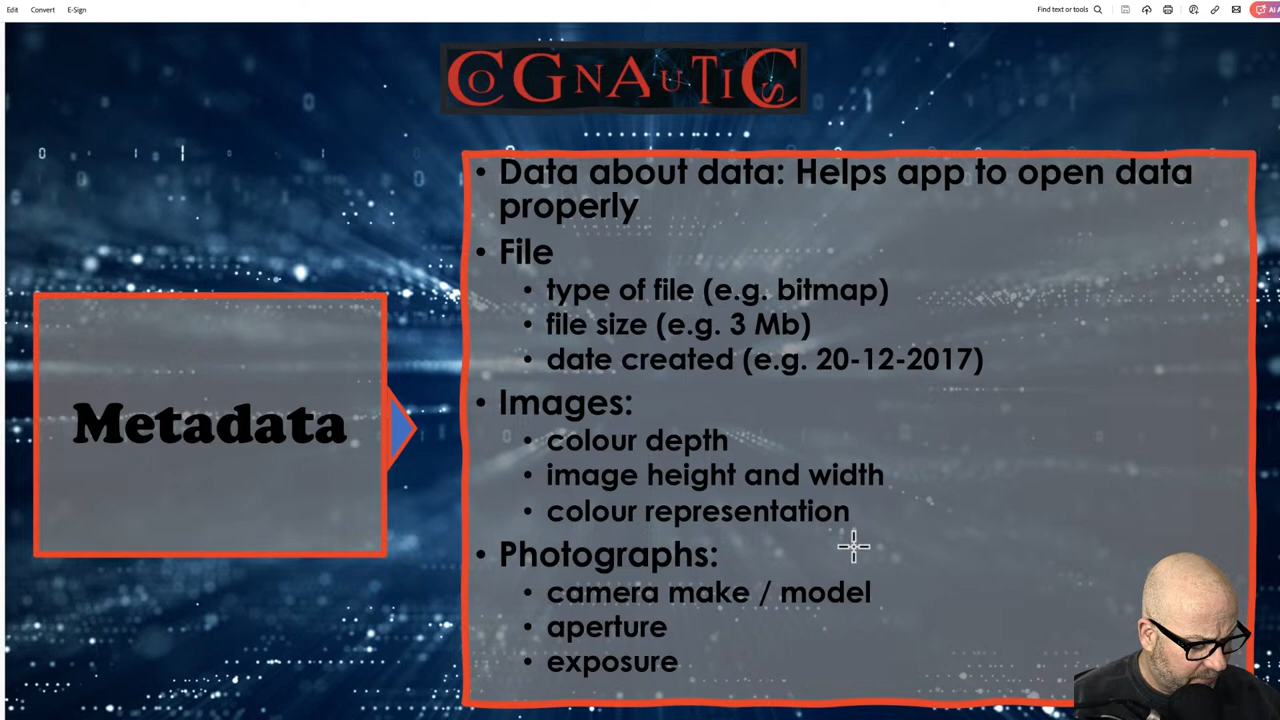 Edit Convert E-Sign Find text or tools AI A
COGNAUTICS
• Data about data: Helps app to open data
properly
• File
• type of file (e.g. bitmap)
• file size (e.g. 3 Mb)
• date created (e.g. 20-12-2017)
Metadata
• Images:
• colour depth
• image height and width
• colour representation
• Photographs:
• camera make / model
• aperture
• exposure